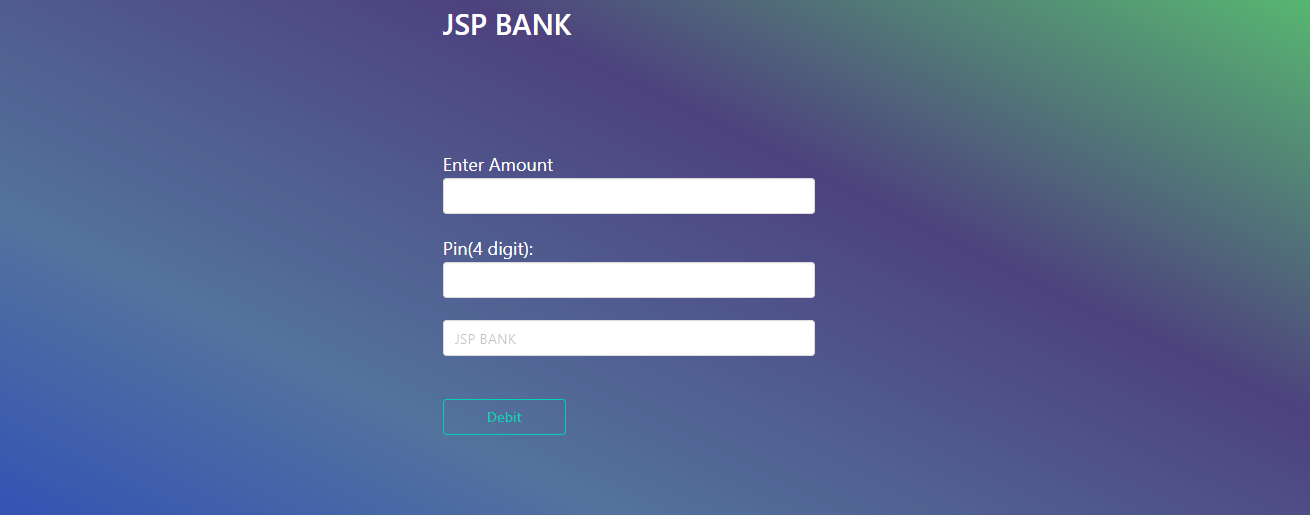 JSP BANK
Enter Amount
Pin(4 digit):
JSP BANK
Debit